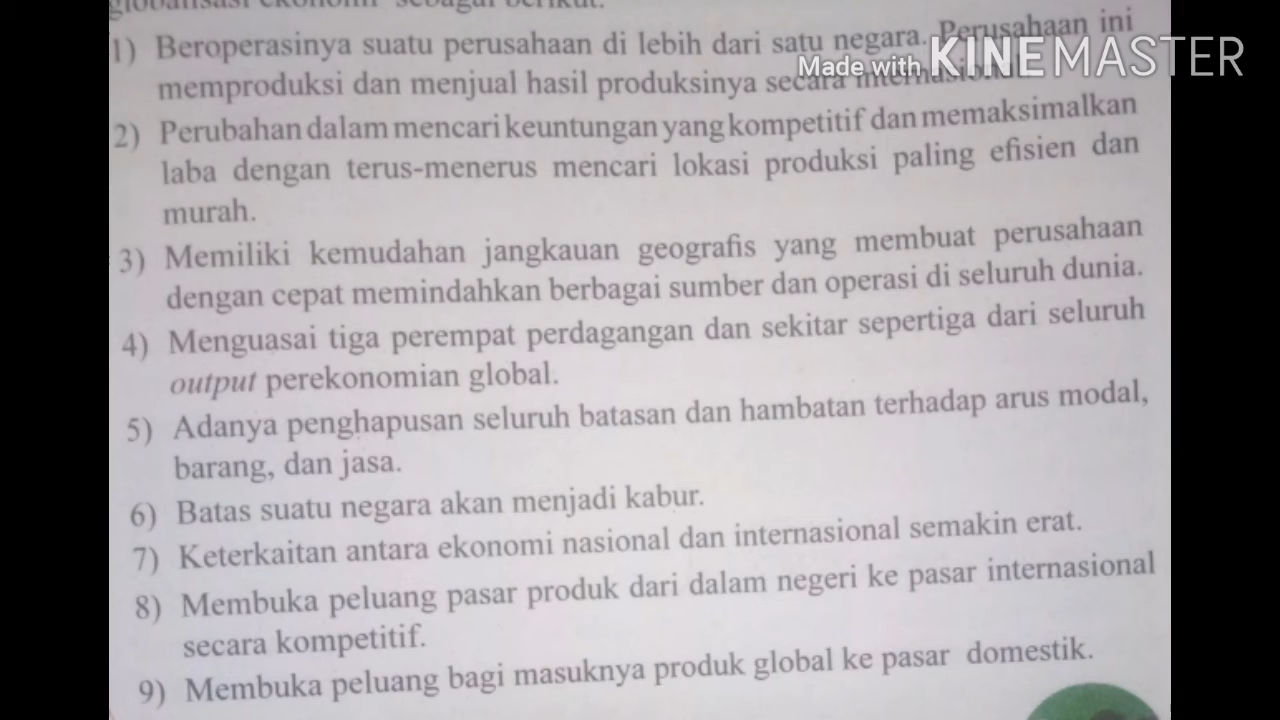 globalisasi ekonomi sebagai berikut:
1) Beroperasinya suatu perusahaan di lebih dari satu negara. Perusahaan ini
Made with KINEMASTER
memproduksi dan menjual hasil produksinya secara internasional.
2) Perubahan dalam mencari keuntungan yang kompetitif dan memaksimalkan
laba dengan terus-menerus mencari lokasi produksi paling efisien dan
murah.
3) Memiliki kemudahan jangkauan geografis yang membuat perusahaan
dengan cepat memindahkan berbagai sumber dan operasi di seluruh dunia.
4) Menguasai tiga perempat perdagangan dan sekitar sepertiga dari seluruh
output perekonomian global.
5) Adanya penghapusan seluruh batasan dan hambatan terhadap arus modal,
barang, dan jasa.
6) Batas suatu negara akan menjadi kabur.
7) Keterkaitan antara ekonomi nasional dan internasional semakin erat.
8) Membuka peluang pasar produk dari dalam negeri ke pasar internasional
secara kompetitif.
9) Membuka peluang bagi masuknya produk global ke pasar domestik.